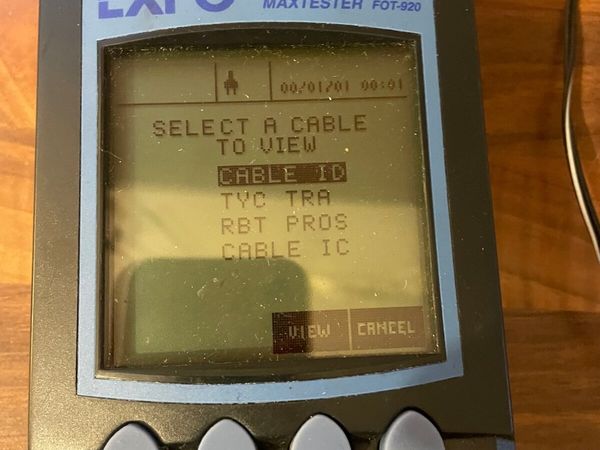 EXFO
MAXTESTER FOT-920
00/01/01 00:01
SELECT A CABLE
TO VIEW
CABLE ID
TYC TRA
RBT PROS
CABLE IC
VIEW CANCEL